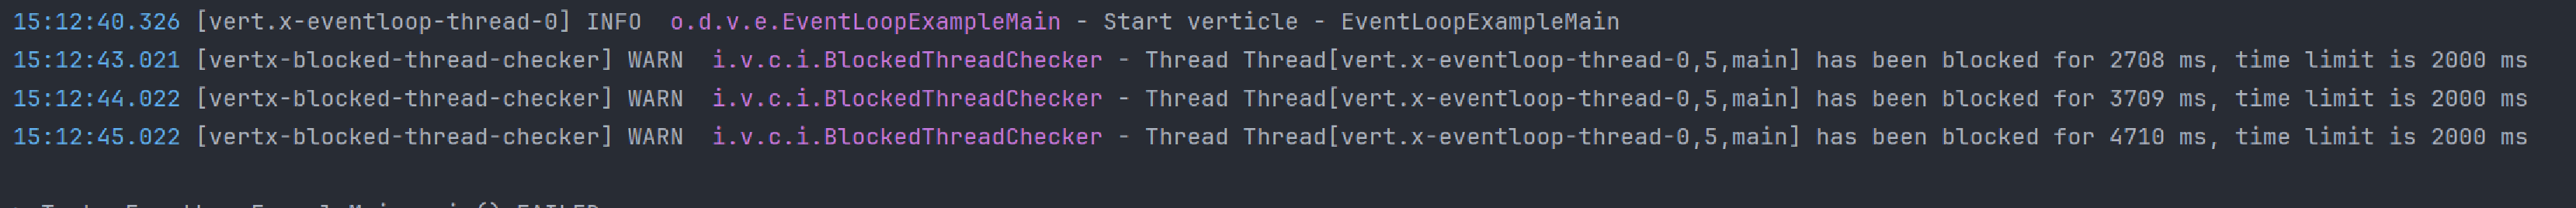 15:12:40.326 [vert.x-eventloop-thread-0] INFO  o.d.v.e.EventLoopExampleMain - Start verticle - EventLoopExampleMain
15:12:43.021 [vertx-blocked-thread-checker] WARN  i.v.c.i.BlockedThreadChecker - Thread Thread[vert.x-eventloop-thread-0,5,main] has been blocked for 2708 ms, time limit is 2000 ms
15:12:44.022 [vertx-blocked-thread-checker] WARN  i.v.c.i.BlockedThreadChecker - Thread Thread[vert.x-eventloop-thread-0,5,main] has been blocked for 3709 ms, time limit is 2000 ms
15:12:45.022 [vertx-blocked-thread-checker] WARN  i.v.c.i.BlockedThreadChecker - Thread Thread[vert.x-eventloop-thread-0,5,main] has been blocked for 4710 ms, time limit is 2000 ms